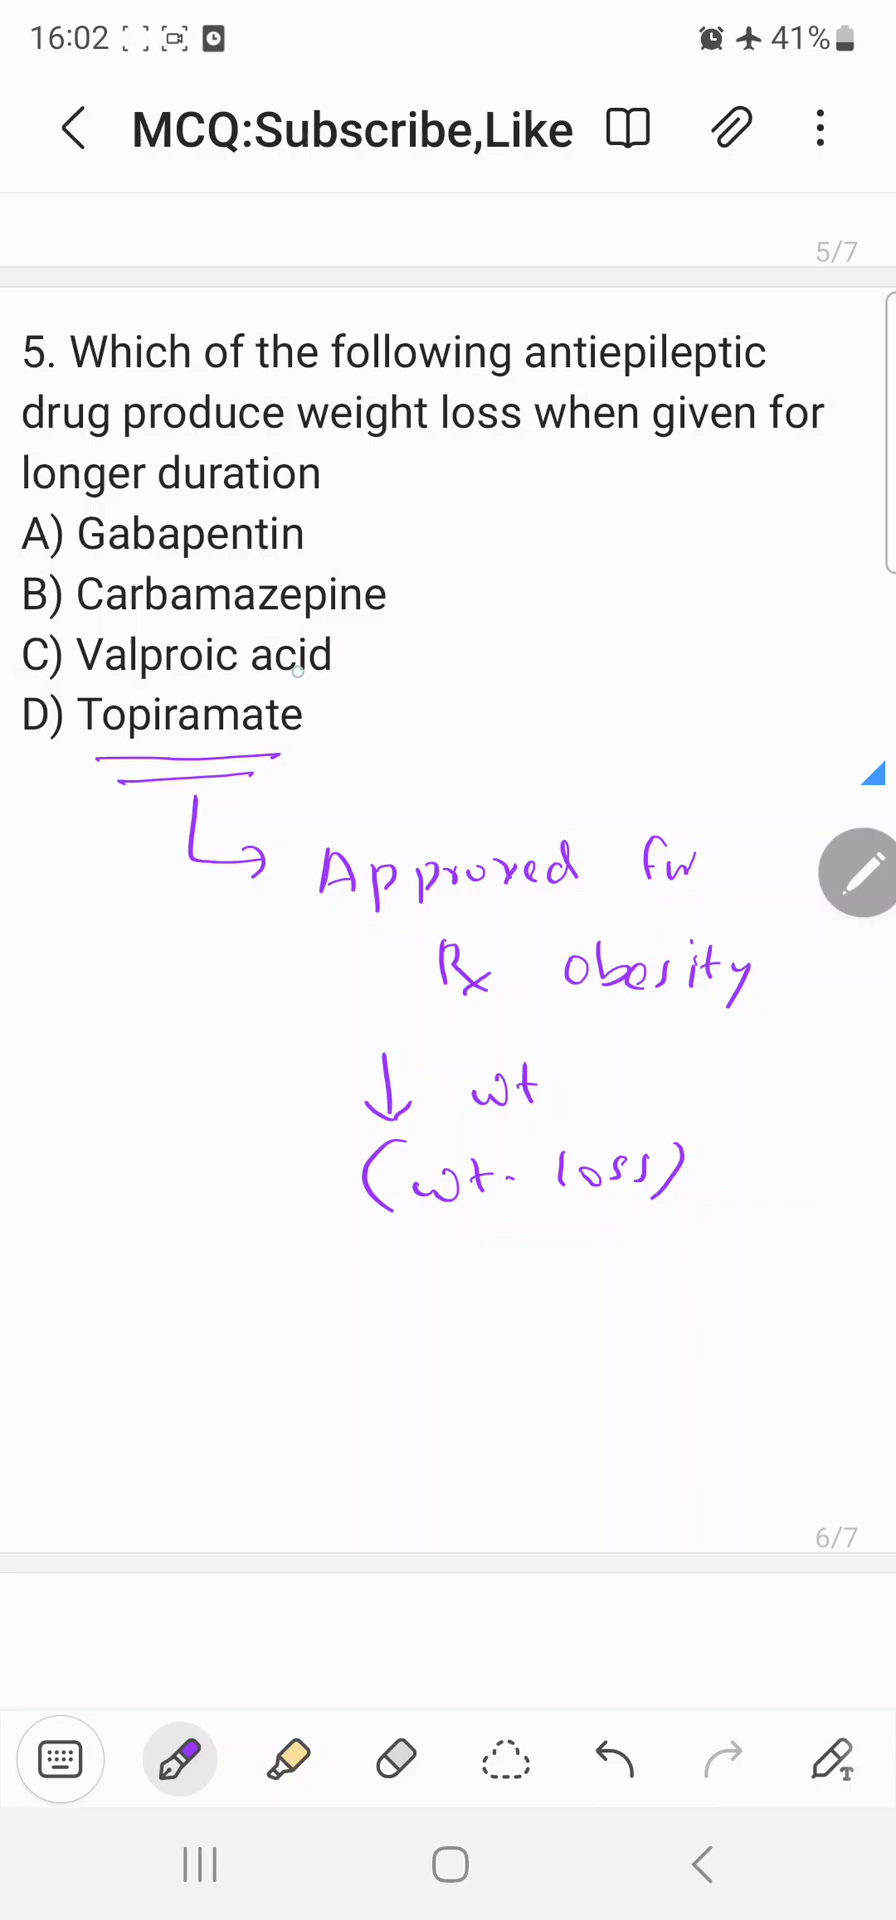 16:02
41%
MCQ:Subscribe,Like
5/7
5. Which of the following antiepileptic
drug produce weight loss when given for
longer duration
A) Gabapentin
B) Carbamazepine
C) Valproic acid
D) Topiramate
Approved for
Rx obesity
↓ wt
(wt. loss)
6/7